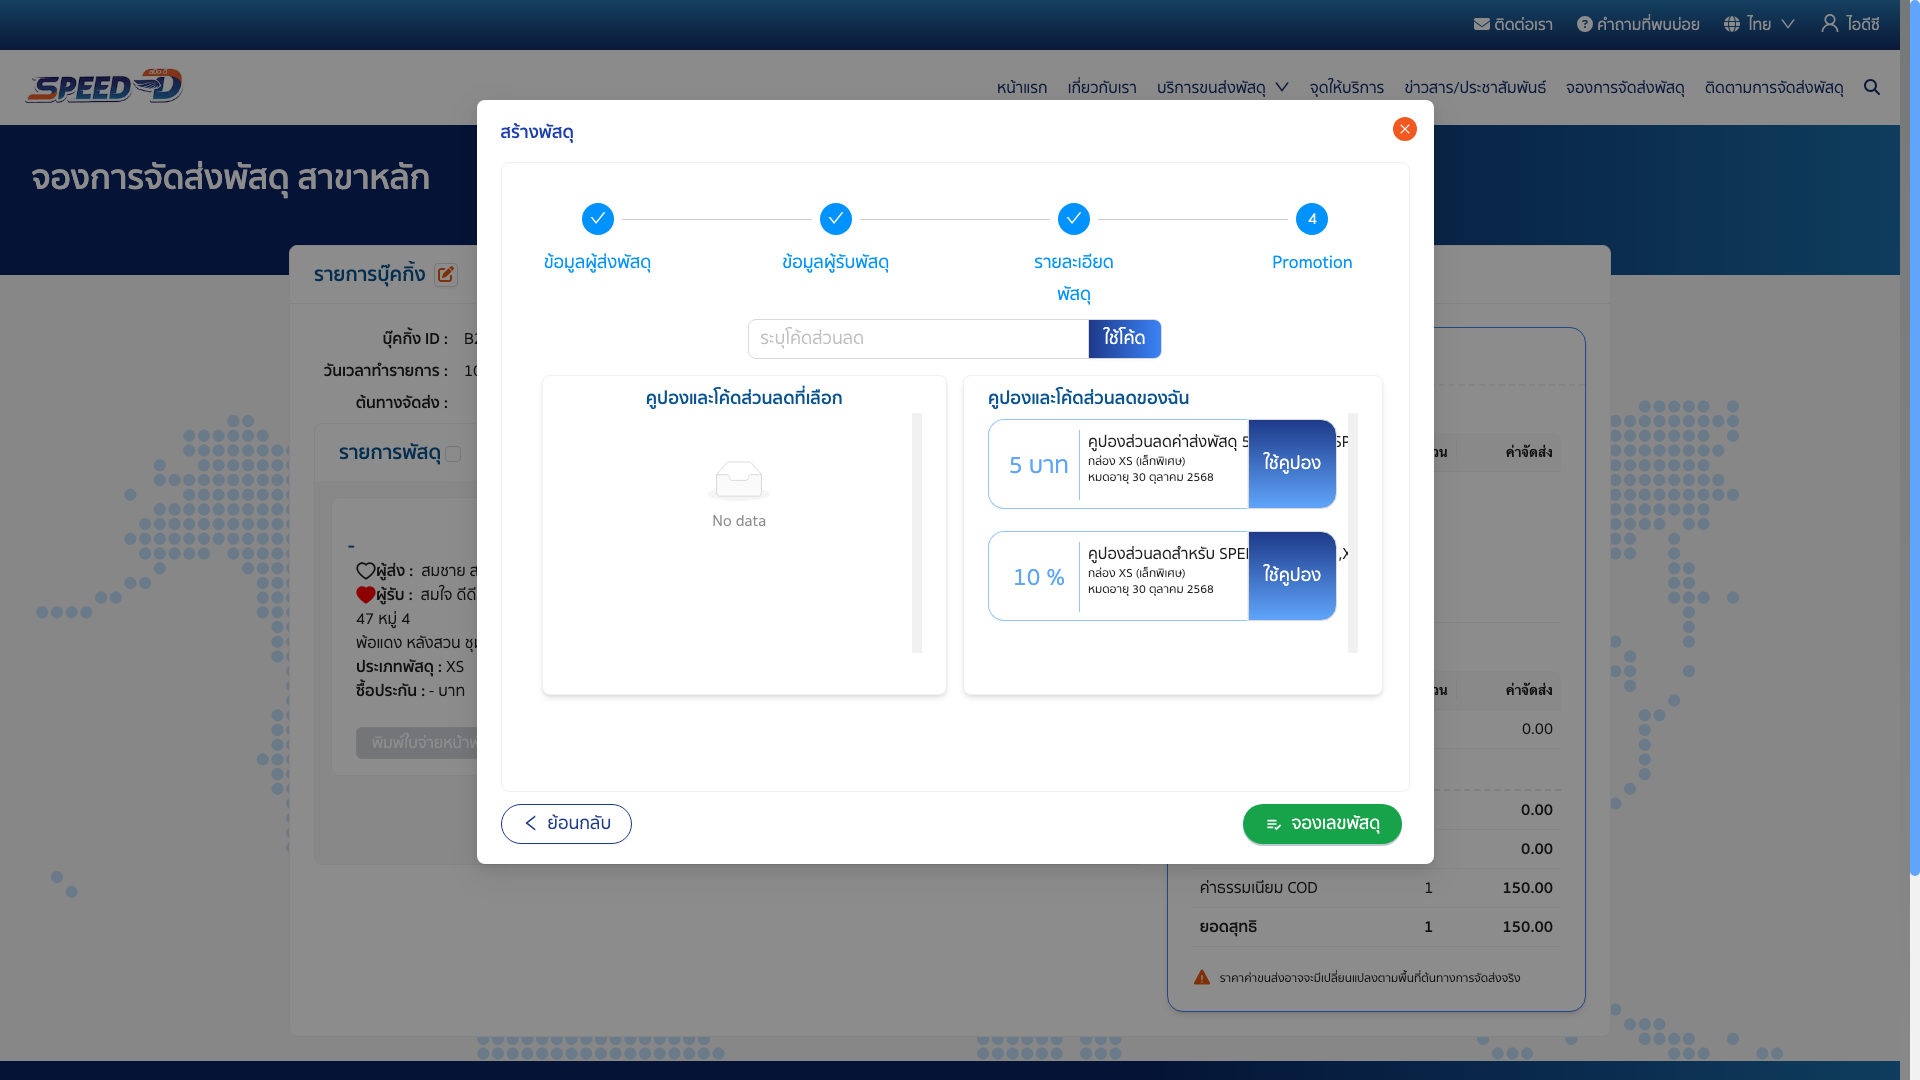 ติดต่อเรา คำถามที่พบบ่อย ไทย ไอดีซี
SPEED-D
หน้าแรก เกี่ยวกับเรา บริการขนส่งพัสดุ จุดให้บริการ ข่าวสาร/ประชาสัมพันธ์ จองการจัดส่งพัสดุ ติดตามการจัดส่งพัสดุ
จองการจัดส่งพัสดุ สาขาหลัก
สร้างพัสดุ
4
ข้อมูลผู้ส่งพัสดุ ข้อมูลผู้รับพัสดุ รายละเอียด Promotion
พัสดุ
ระบุโค้ดส่วนลด ใช้โค้ด
คูปองและโค้ดส่วนลดที่เลือก
No data
คูปองและโค้ดส่วนลดของฉัน
5 บาท
คูปองส่วนลดค่าส่งพัสดุ 5
กล่อง XS (เล็กพิเศษ)
หมดอายุ 30 ตุลาคม 2568
ใช้คูปอง
10 %
คูปองส่วนลดสำหรับ
กล่อง XS (เล็กพิเศษ)
หมดอายุ 30 ตุลาคม 2568
ใช้คูปอง
ย้อนกลับ
จองเลขพัสดุ
รายการบุ๊คกิ้ง
บุ๊คกิ้ง ID :
วันเวลาทำรายการ : 10
ต้นทางจัดส่ง :
รายการพัสดุ
-
ผู้ส่ง : สมชาย
ผู้รับ : สมใจ ดีดี
47 หมู่ 4
พ้อแดง หลังสวน
ประเภทพัสดุ : XS
ซื้อประกัน : - บาท
พิมพ์ใบจ่ายหน้า
ค่าจัดส่ง
ค่าจัดส่ง
0.00
0.00
0.00
ค่าธรรมเนียม COD 1 150.00
ยอดสุทธิ 1 150.00
ราคาค่าขนส่งอาจจะมีเปลี่ยนแปลงตามพื้นที่ต้นทางการจัดส่งจริง